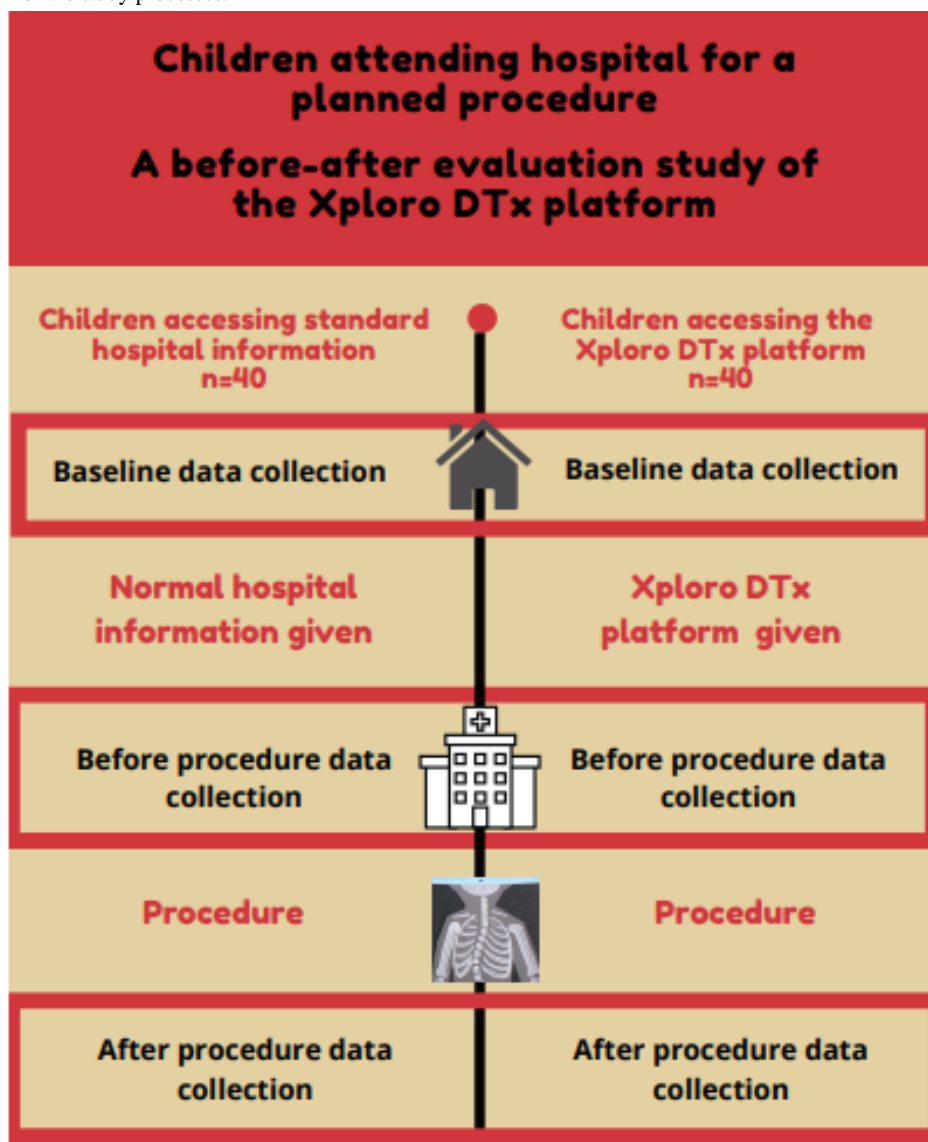 Children attending hospital for a
planned procedure
A before-after evaluation study of
the Xploro DTx platform
Children accessing standard
hospital information
n=40
Children accessing the
Xploro DTx platform
n=40
Baseline data collection
Baseline data collection
Normal hospital
information given
Xploro DTx
platform given
Before procedure data
collection
Before procedure data
collection
Procedure
Procedure
After procedure data
collection
After procedure data
collection